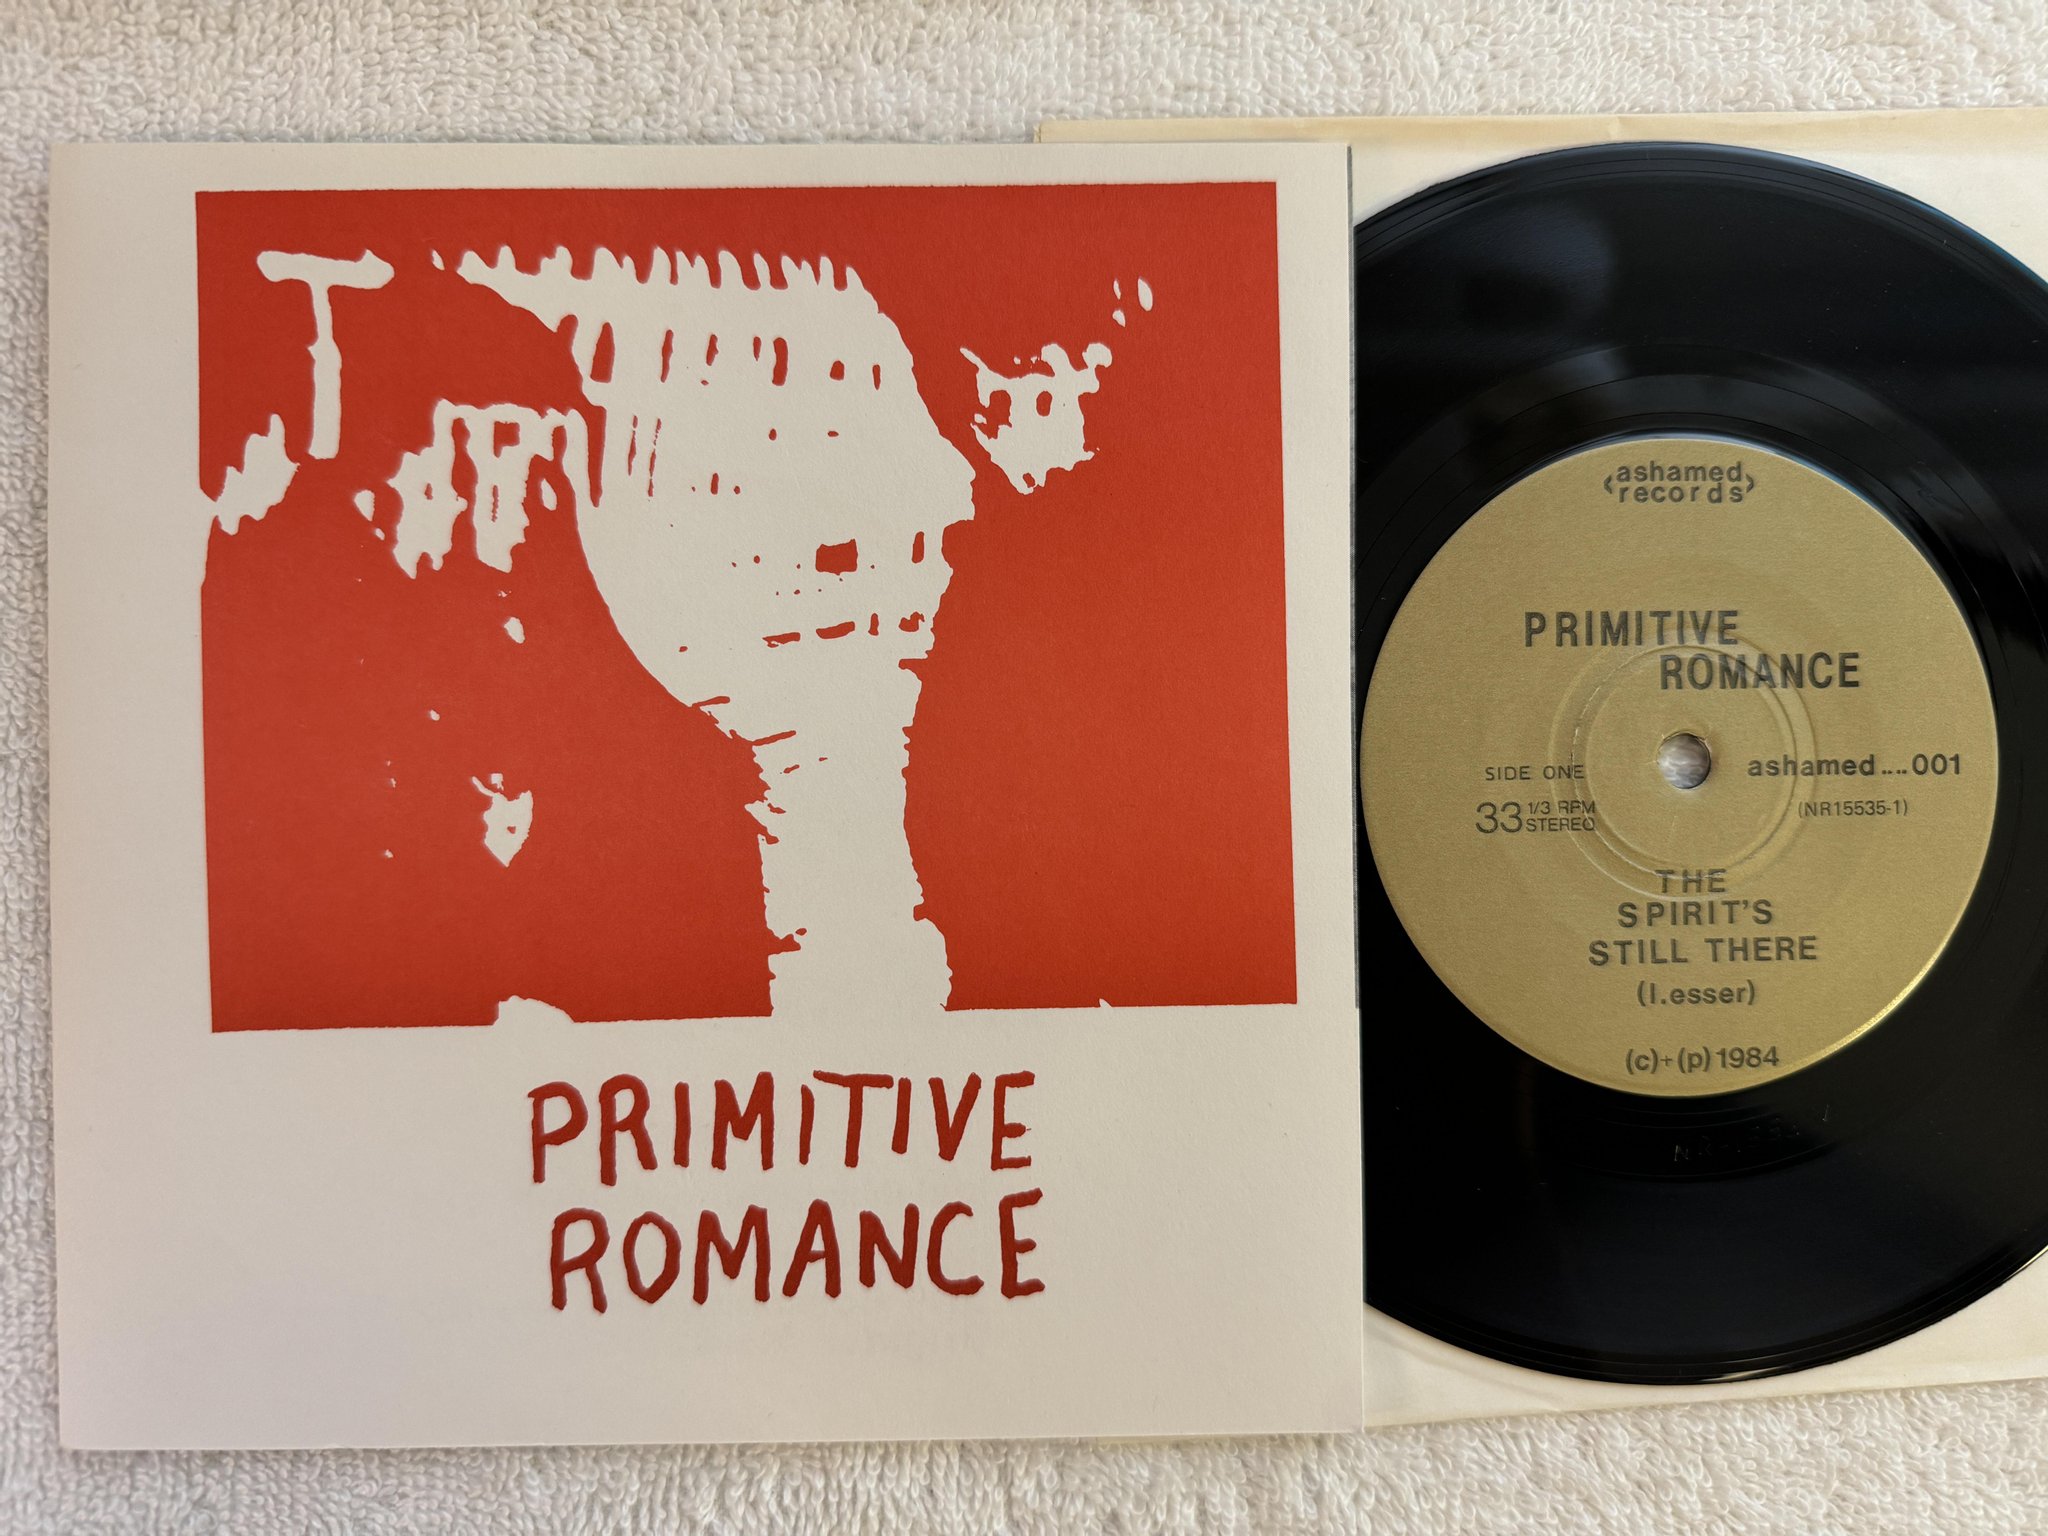 PRIMITIVE
ROMANCE
<ashamed>
records
PRIMITIVE
ROMANCE
SIDE ONE
ashamed....001
33 1/3 RPM
STEREO
(NR15535-1)
THE
SPIRIT'S
STILL THERE
(l.esser)
(c)+(p)1984